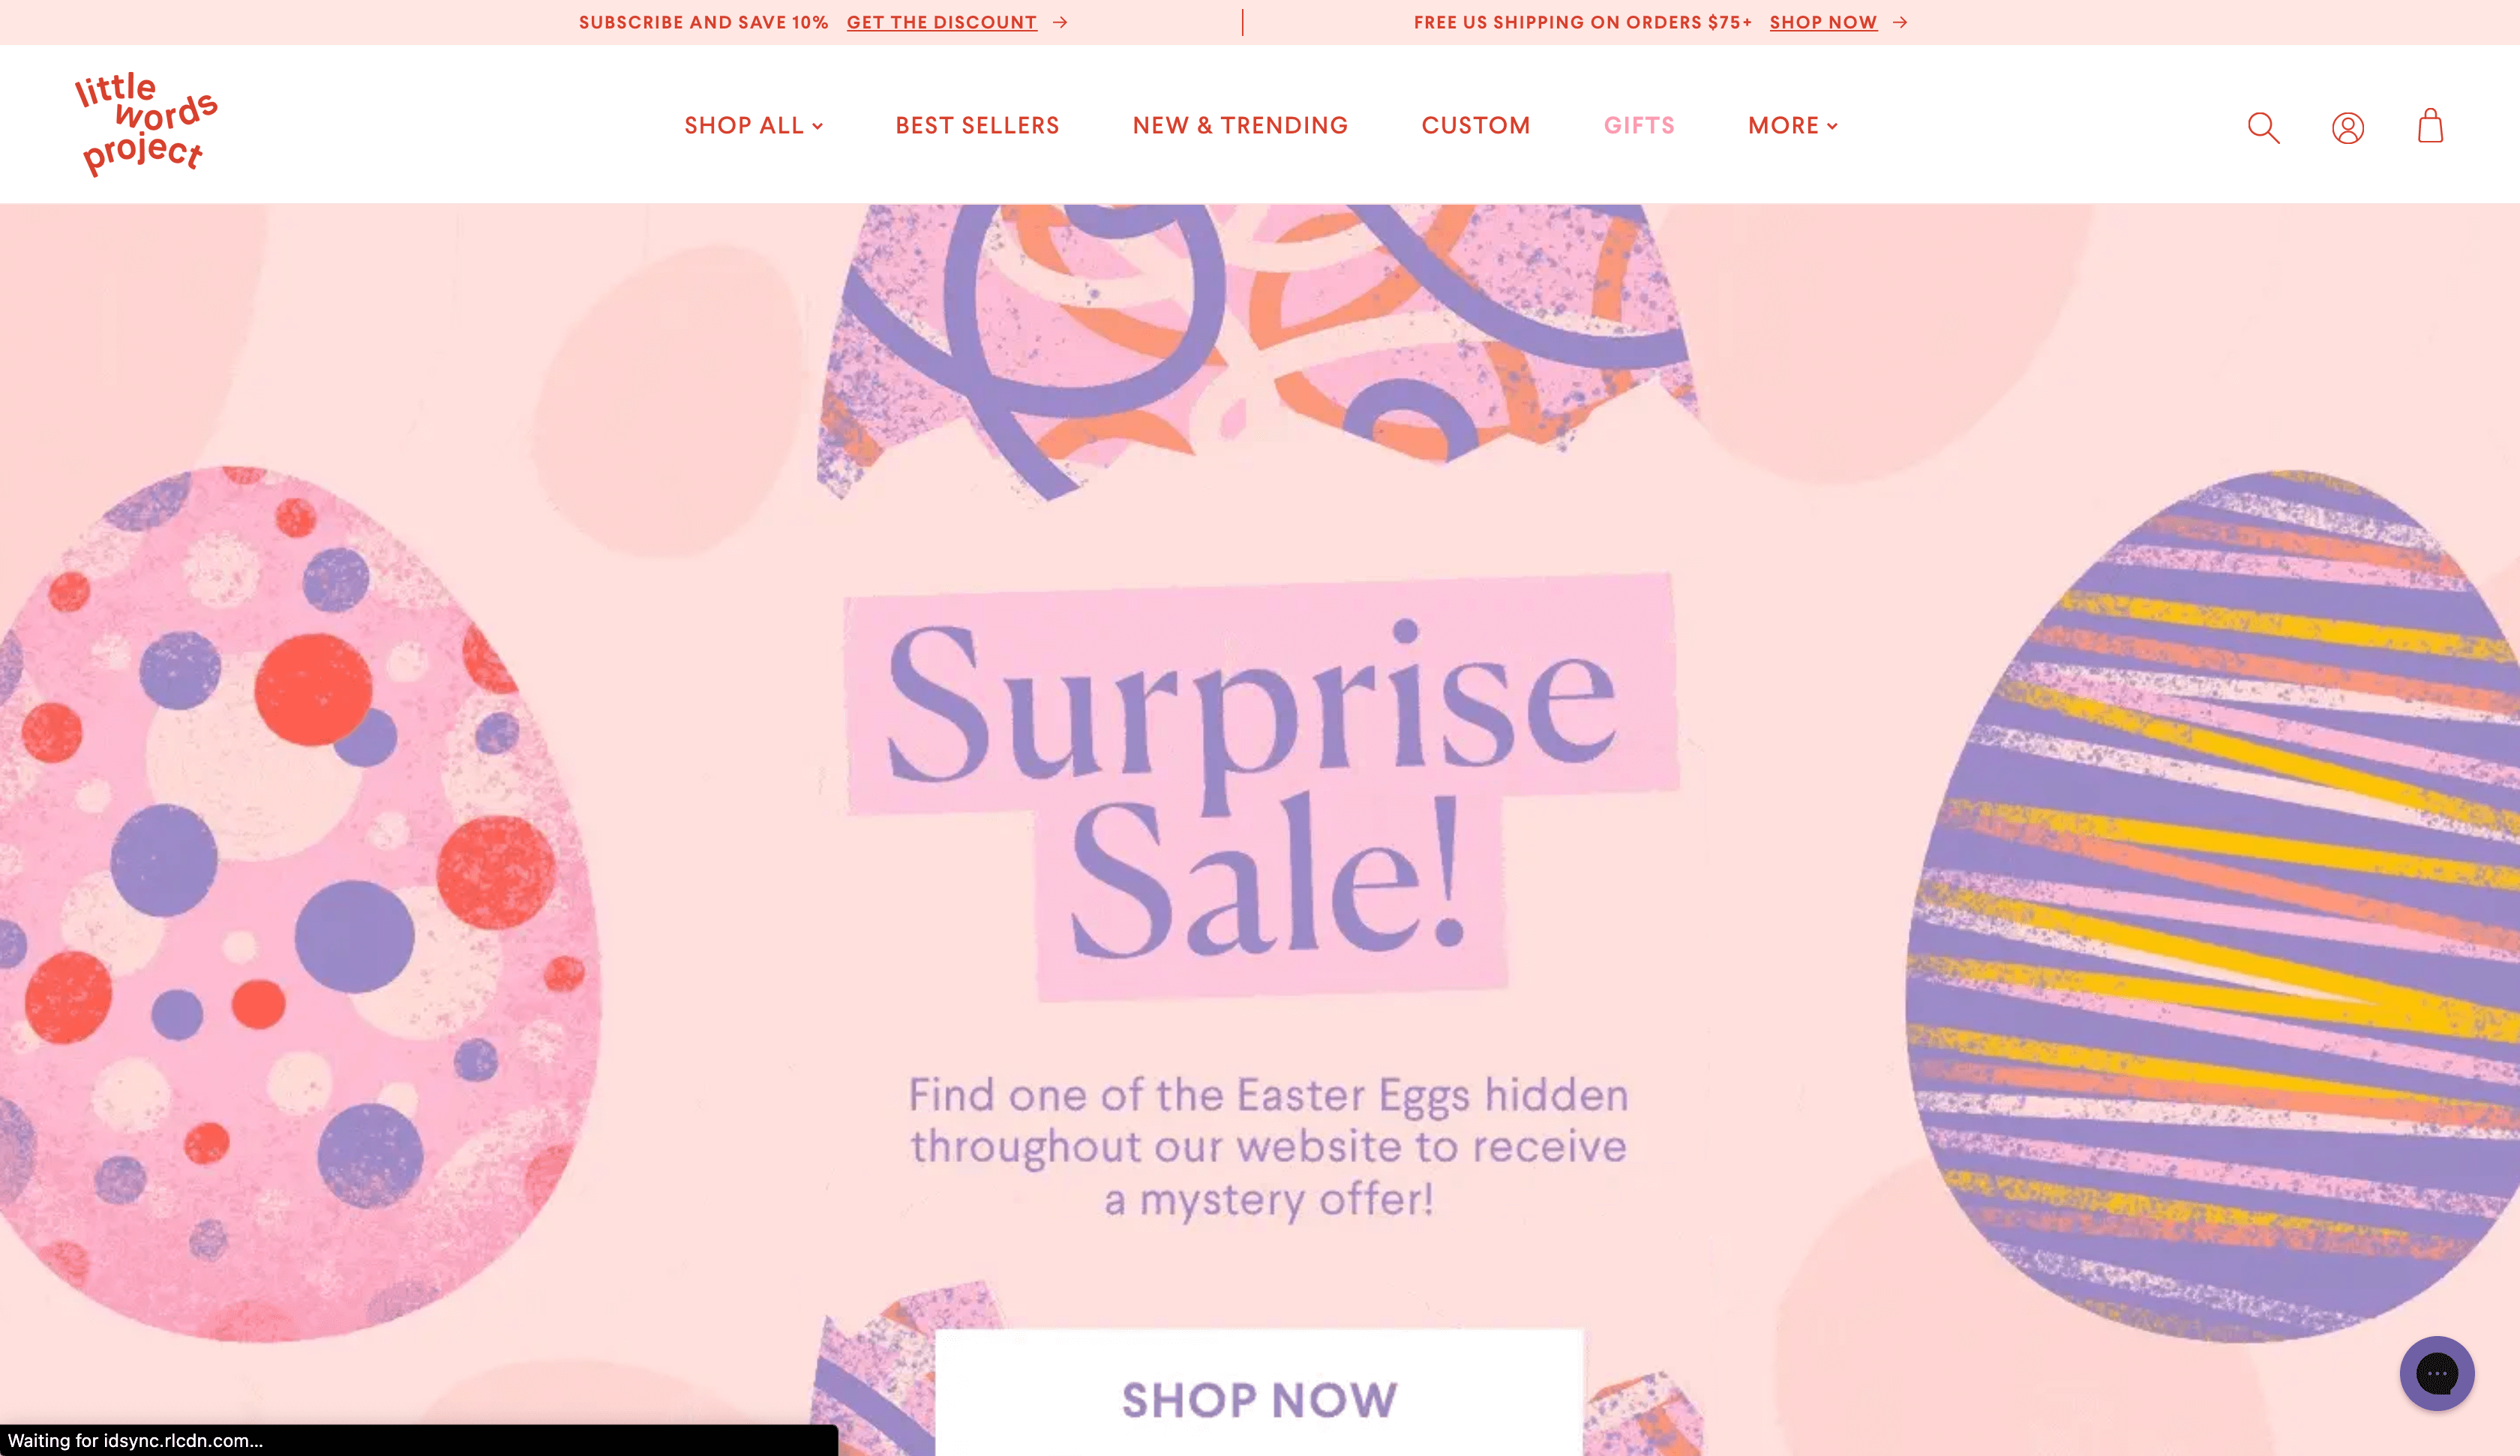 SUBSCRIBE AND SAVE 10% GET THE DISCOUNT →
FREE US SHIPPING ON ORDERS $75+ SHOP NOW →
little
words
project
SHOP ALL
BEST SELLERS
NEW & TRENDING
CUSTOM
GIFTS
MORE
Surprise
Sale!
Find one of the Easter Eggs hidden
throughout our website to receive
a mystery offer!
SHOP NOW
Waiting for idsync.rlcdn.com...